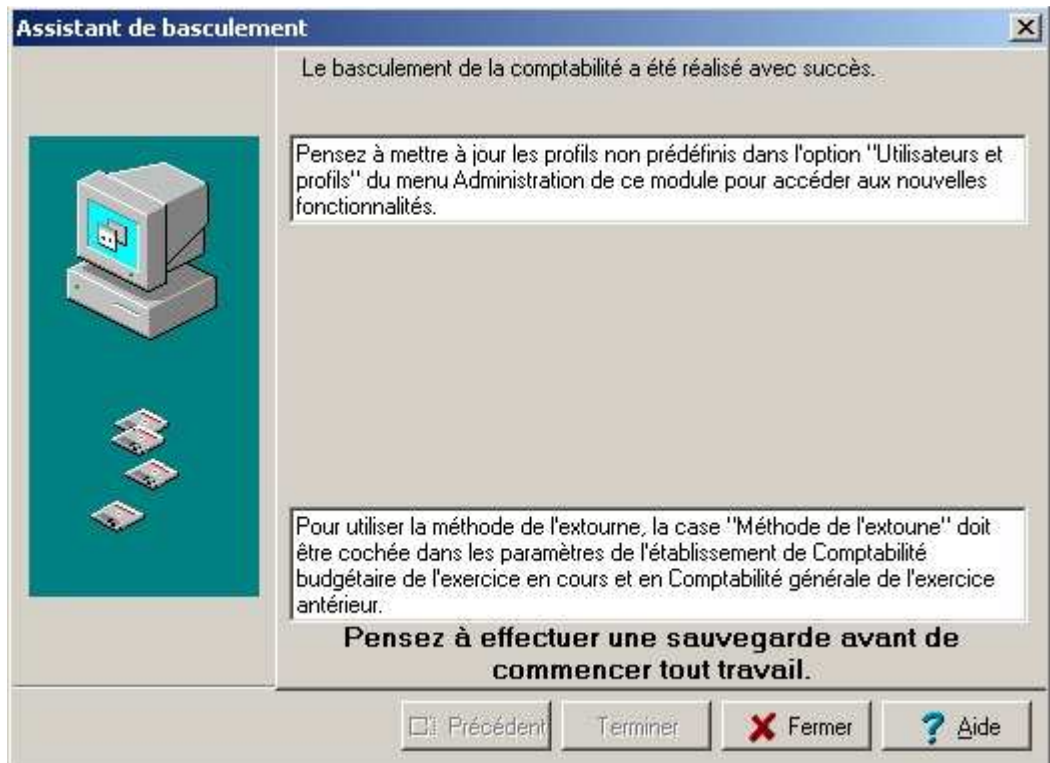 Assistant de basculement
Le basculement de la comptabilité a été réalisé avec succès.
Pensez à mettre à jour les profils non prédéfinis dans l'option "Utilisateurs et
profils" du menu Administration de ce module pour accéder aux nouvelles
fonctionnalités.
Pour utiliser la méthode de l'extourne, la case "Méthode de l'extoune" doit
être cochée dans les paramètres de l'établissement de Comptabilité
budgétaire de l'exercice en cours et en Comptabilité générale de l'exercice
antérieur.
Pensez à effectuer une sauvegarde avant de
commencer tout travail.
Précédent Terminer Fermer Aide